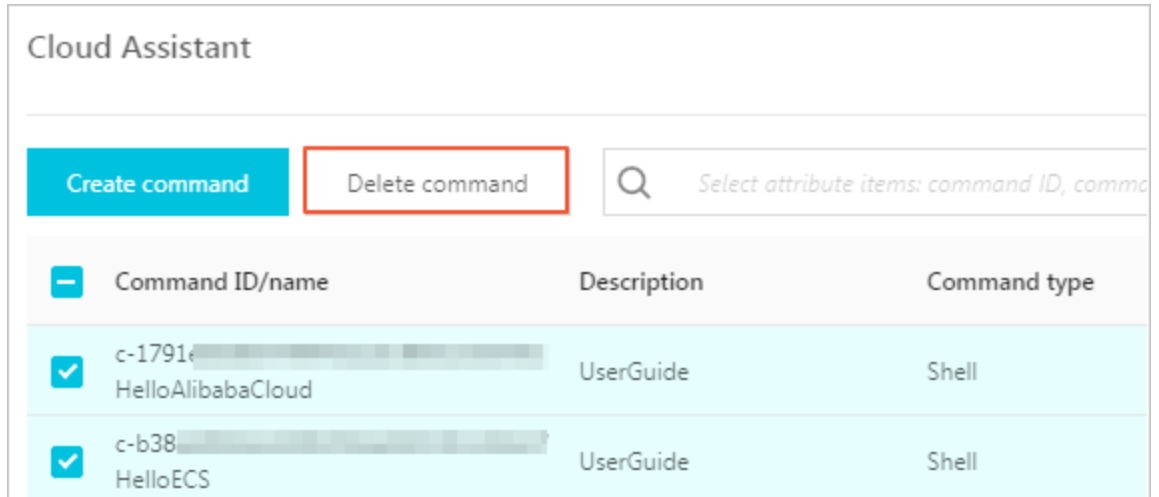 Cloud Assistant
Create command
Delete command
Select attribute items: command ID,
Command ID/name
Description
Command type
c-1791
HelloAlibabaCloud
UserGuide
Shell
c-b38
HelloECS
UserGuide
Shell